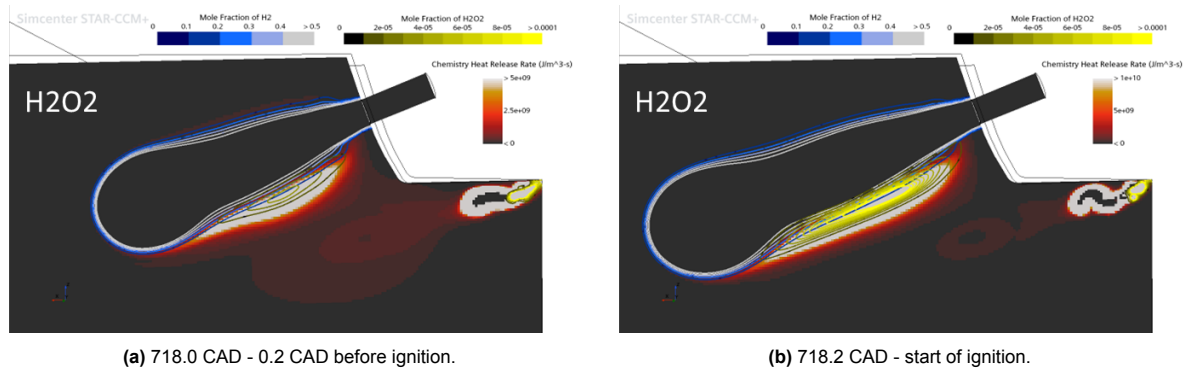 Simcenter STAR-CCM+
Mole Fraction of H2
0.1 0.2 0.3 0.4 > 0.5
Mole Fraction of H2O2
0 2e-05 4e-05 6e-05 8e-05 > 0.0001
Chemistry Heat Release Rate (J/m^3-s)
> 5e+09
2.5e+09
< 0
H2O2
(a) 718.0 CAD - 0.2 CAD before ignition.
Simcenter STAR-CCM+
Mole Fraction of H2
0.1 0.2 0.3 0.4 > 0.5
Mole Fraction of H2O2
0 2e-05 4e-05 6e-05 8e-05 > 0.0001
Chemistry Heat Release Rate (J/m^3-s)
> 1e+10
5e+09
< 0
H2O2
(b) 718.2 CAD - start of ignition.